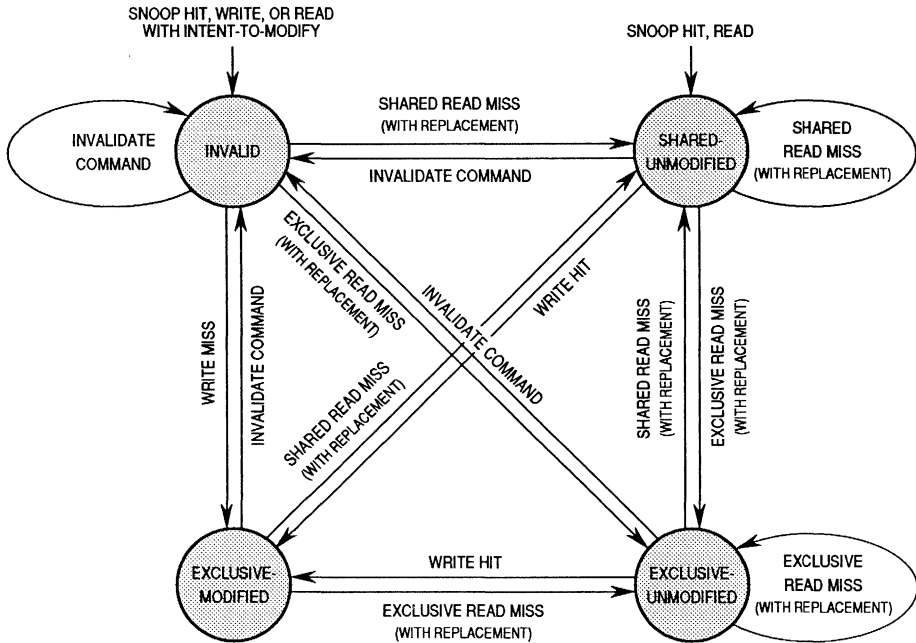 SNOOP HIT, WRITE, OR READ
WITH INTENT-TO-MODIFY
SNOOP HIT, READ
INVALIDATE
COMMAND
INVALID
SHARED READ MISS
(WITH REPLACEMENT)
INVALIDATE COMMAND
SHARED-
UNMODIFIED
SHARED
READ MISS
(WITH REPLACEMENT)
WRITE MISS
INVALIDATE COMMAND
EXCLUSIVE READ MISS
(WITH REPLACEMENT)
INVALIDATE COMMAND
SHARED READ MISS
(WITH REPLACEMENT)
WRITE HIT
SHARED READ MISS
(WITH REPLACEMENT)
EXCLUSIVE READ MISS
(WITH REPLACEMENT)
EXCLUSIVE-
MODIFIED
WRITE HIT
EXCLUSIVE READ MISS
(WITH REPLACEMENT)
EXCLUSIVE-
UNMODIFIED
EXCLUSIVE
READ MISS
(WITH REPLACEMENT)